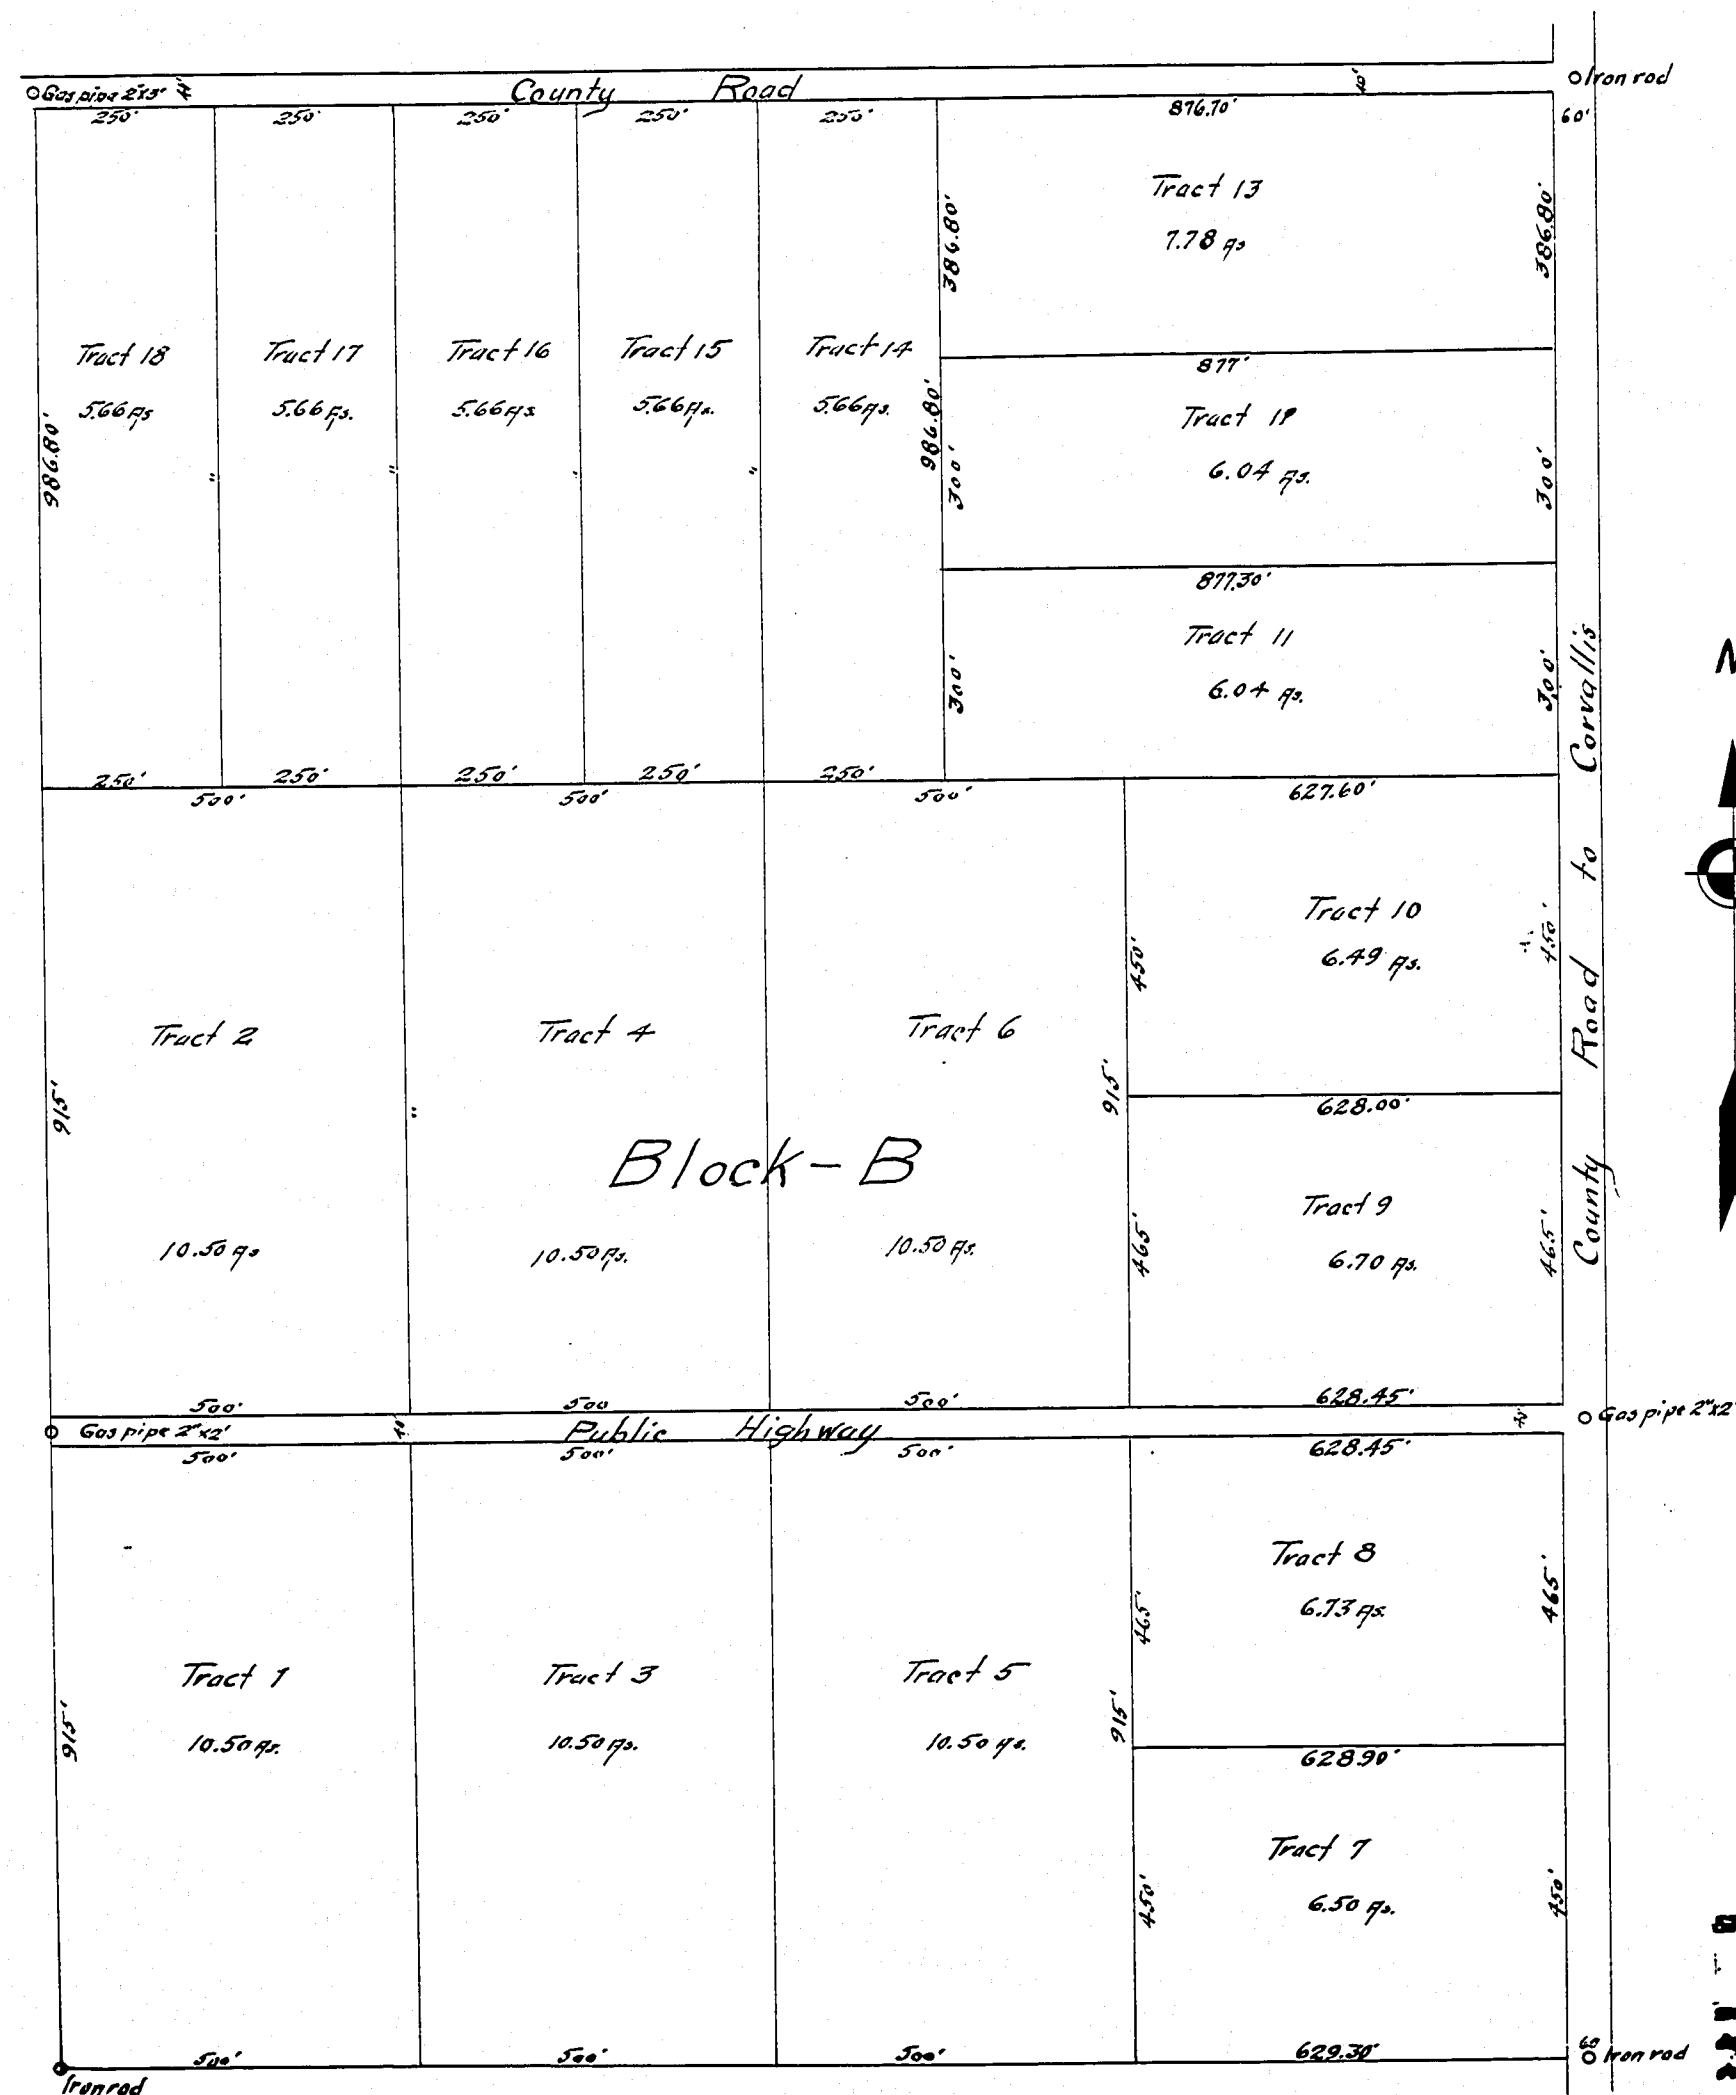 County Road
Gas pipe 2"x3'
40'
Iron rod
250' 250' 250' 250' 250' 876.70'
60'
Tract 13
7.78 As
386.80'
386.80'
877'
Tract 18
5.66 As
Tract 17
5.66 As.
Tract 16
5.66 As
Tract 15
5.66 As.
Tract 14
5.66 As.
986.80'
"
"
"
"
986.80'
300'
Tract 12
6.04 As.
300'
877.30'
300'
Tract 11
6.04 As.
300'
250' 250' 250' 250' 250'
500' 500' 500' 627.60'
N
County Road to Corvallis
Tract 10
6.49 As.
450'
450'
Tract 2
Tract 4
Tract 6
915'
"
915'
628.00'
Block-B
10.50 As
10.50 As.
10.50 As.
Tract 9
6.70 As.
465'
465'
500' 500 500' 628.45'
Gas pipe 2"x2'
40
Public Highway
40
Gas pipe 2"x2
500' 500' 500' 628.45'
Tract 8
6.73 As.
465'
465'
Tract 1
10.50 As.
Tract 3
10.50 As.
Tract 5
10.50 As.
915'
915'
628.90'
Tract 7
6.50 As.
450'
450'
500' 500' 500' 629.30'
60
Iron rod
Iron rod